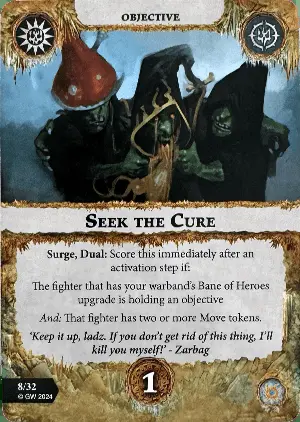 OBJECTIVE
SEEK THE CURE
Surge, Dual: Score this immediately after an
activation step if:
The fighter that has your warband's Bane of Heroes
upgrade is holding an objective
And: That fighter has two or more Move tokens.
'Keep it up, ladz. If you don't get rid of this thing, I'll
kill you myself!' - Zarbag
8/32
© GW 2024
1